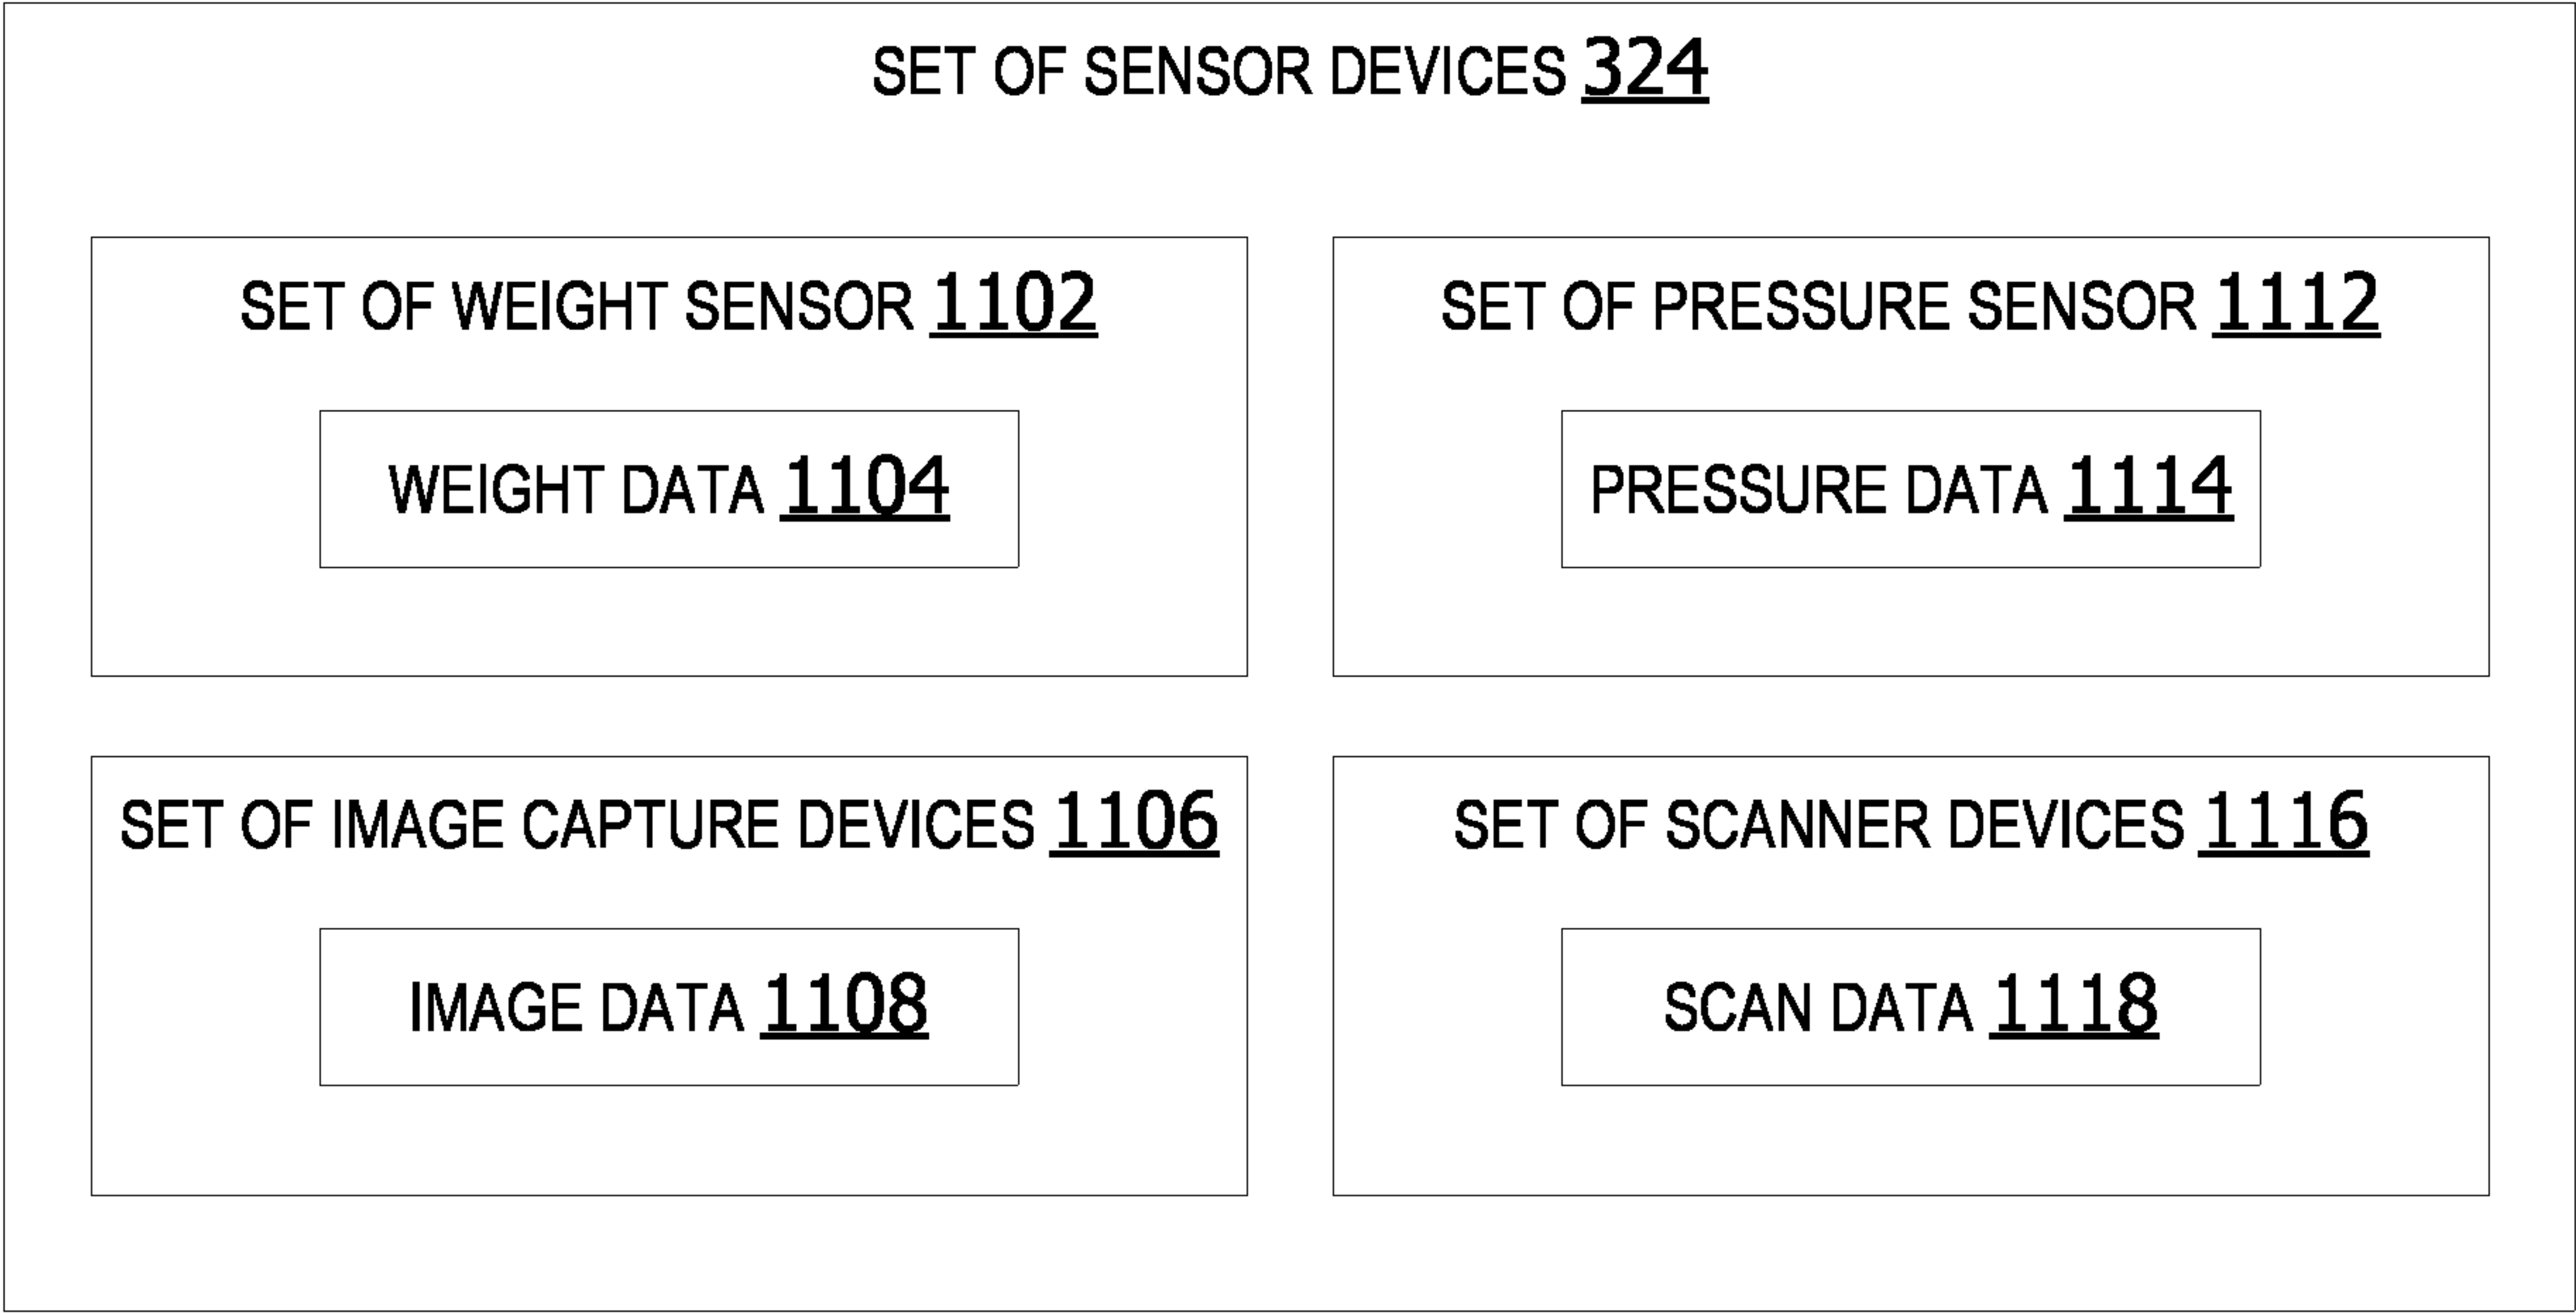 SET OF SENSOR DEVICES 324
SET OF WEIGHT SENSOR 1102
WEIGHT DATA 1104
SET OF PRESSURE SENSOR 1112
PRESSURE DATA 1114
SET OF IMAGE CAPTURE DEVICES 1106
IMAGE DATA 1108
SET OF SCANNER DEVICES 1116
SCAN DATA 1118